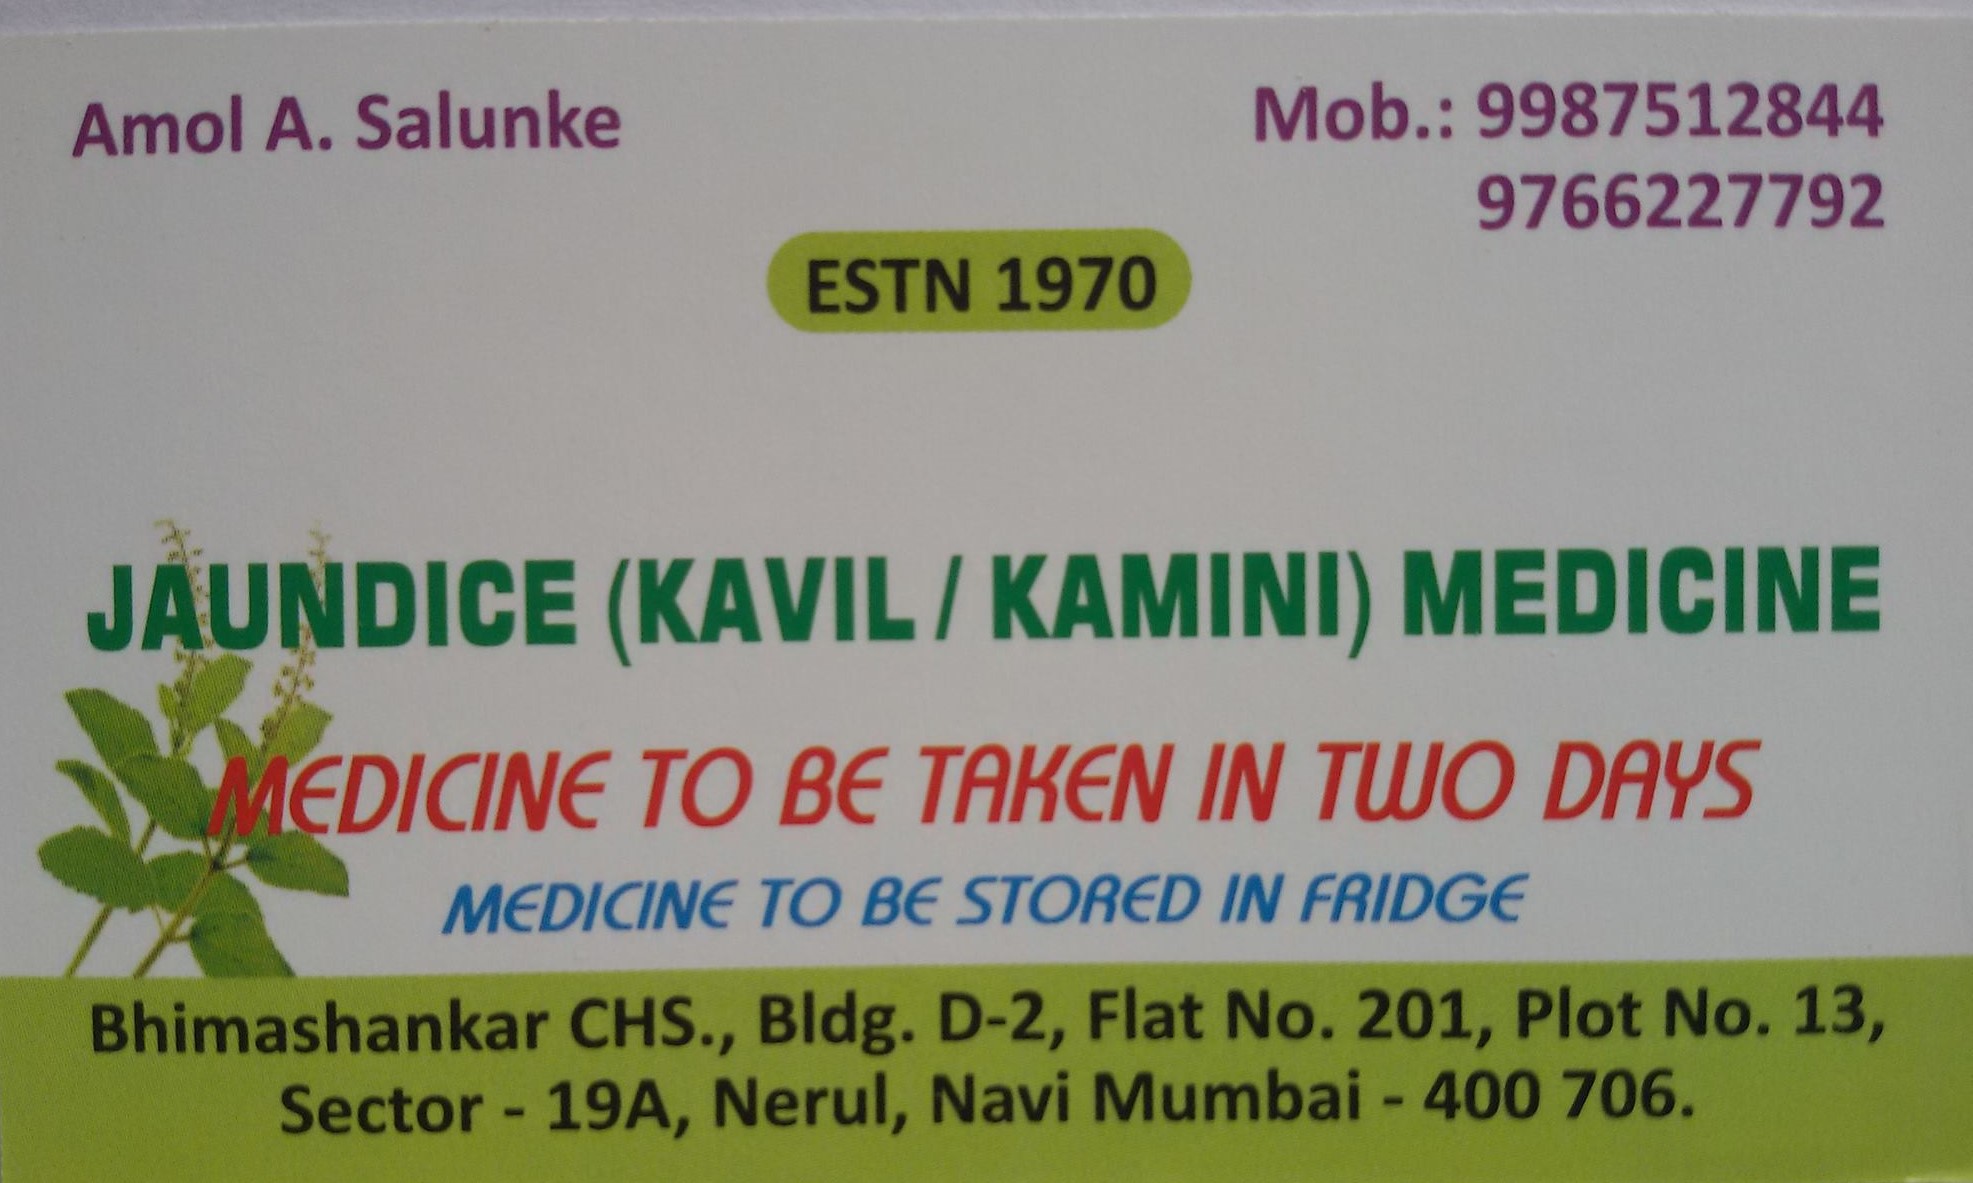 Amol A. Salunke
Mob.: 9987512844
9766227792
ESTN 1970
JAUNDICE (KAVIL / KAMINI) MEDICINE
MEDICINE TO BE TAKEN IN TWO DAYS
MEDICINE TO BE STORED IN FRIDGE
Bhimashankar CHS., Bldg. D-2, Flat No. 201, Plot No. 13,
Sector - 19A, Nerul, Navi Mumbai - 400 706.